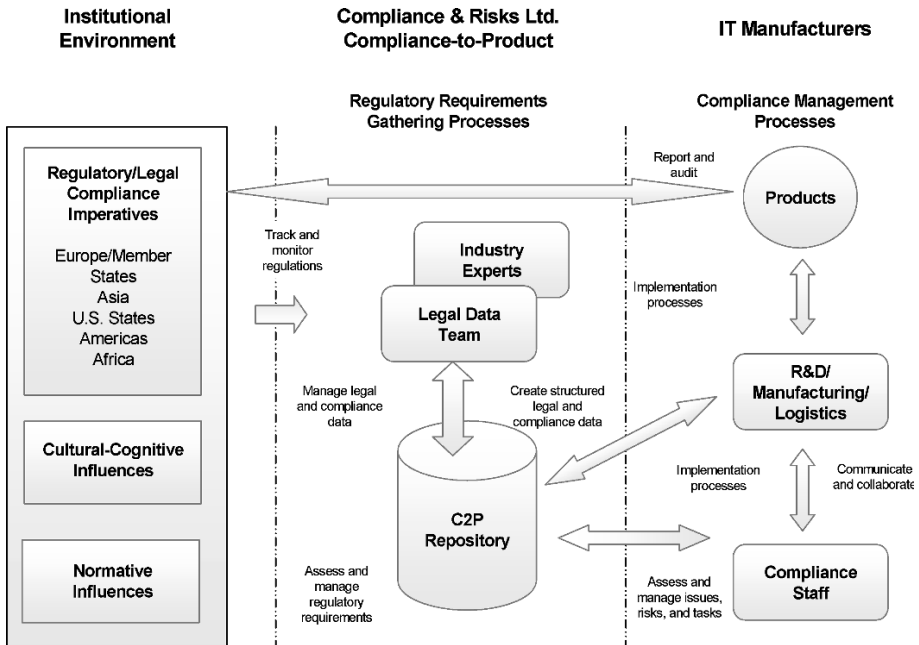 Institutional
Environment
Compliance & Risks Ltd.
Compliance-to-Product
IT Manufacturers
Regulatory Requirements
Gathering Processes
Compliance Management
Processes
Regulatory/Legal
Compliance
Imperatives
Europe/Member
States
Asia
U.S. States
Americas
Africa
Cultural-Cognitive
Influences
Normative
Influences
Track and
monitor
regulations
Report and
audit
Industry
Experts
Legal Data
Team
Manage legal
and compliance
data
Create structured
legal and
compliance data
C2P
Repository
Assess and
manage
regulatory
requirements
Products
Implementation
processes
R&D/
Manufacturing/
Logistics
Implementation
processes
Communicate
and collaborate
Compliance
Staff
Assess and
manage issues,
risks, and tasks